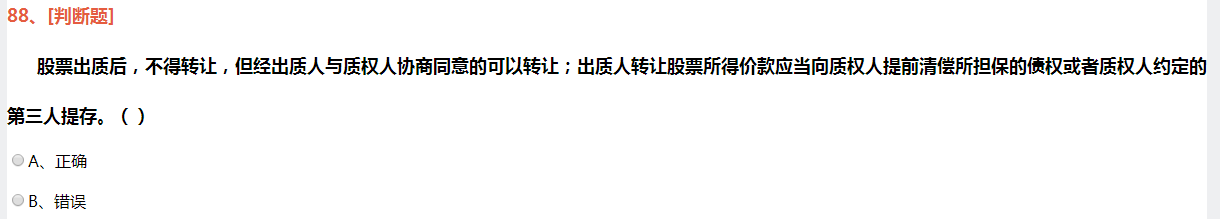 88、[判断题]
股票出质后，不得转让，但经出质人与质权人协商同意的可以转让；出质人转让股票所得价款应当向质权人提前清偿所担保的债权或者质权人约定的
第三人提存。( )
A、正确
B、错误